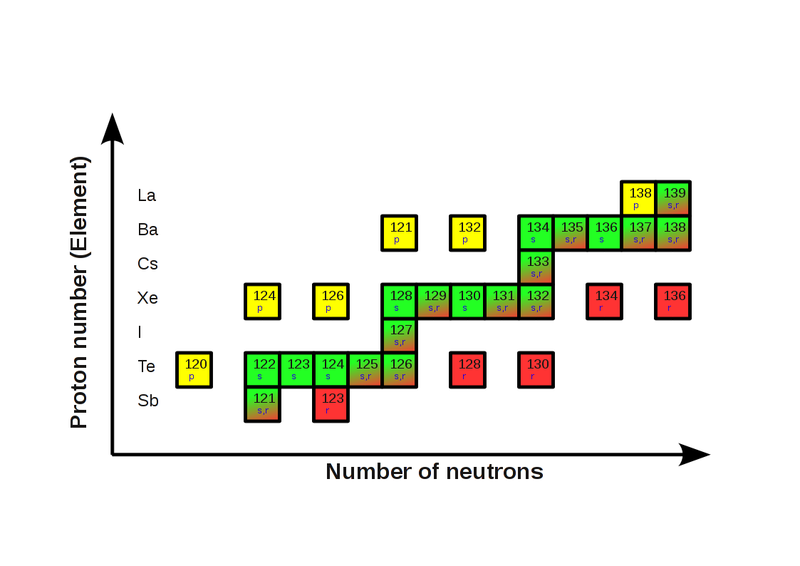 La
138 139
p s,r
Ba
121 132 134 135 136 137 138
p p s s,r s s,r s,r
Cs
133
s,r
Xe
124 126 128 129 130 131 132 134 136
p p s s,r s s,r s,r r r
I
127
s,r
Te
120 122 123 124 125 126 128 130
p s s s s,r s,r r r
Sb
121 123
s,r r
Proton number (Element)
Number of neutrons